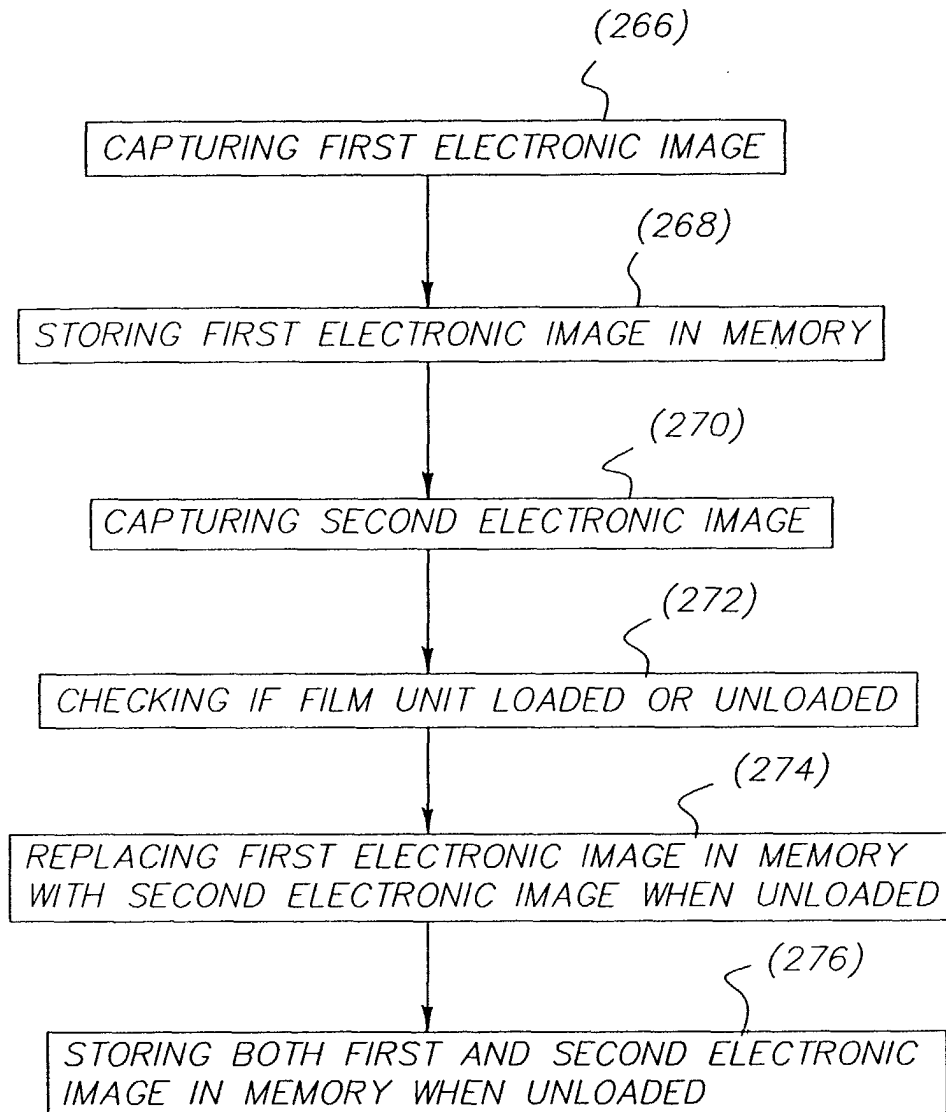 (266)
CAPTURING FIRST ELECTRONIC IMAGE
(268)
STORING FIRST ELECTRONIC IMAGE IN MEMORY
(270)
CAPTURING SECOND ELECTRONIC IMAGE
(272)
CHECKING IF FILM UNIT LOADED OR UNLOADED
(274)
REPLACING FIRST ELECTRONIC IMAGE IN MEMORY
WITH SECOND ELECTRONIC IMAGE WHEN UNLOADED
(276)
STORING BOTH FIRST AND SECOND ELECTRONIC
IMAGE IN MEMORY WHEN UNLOADED